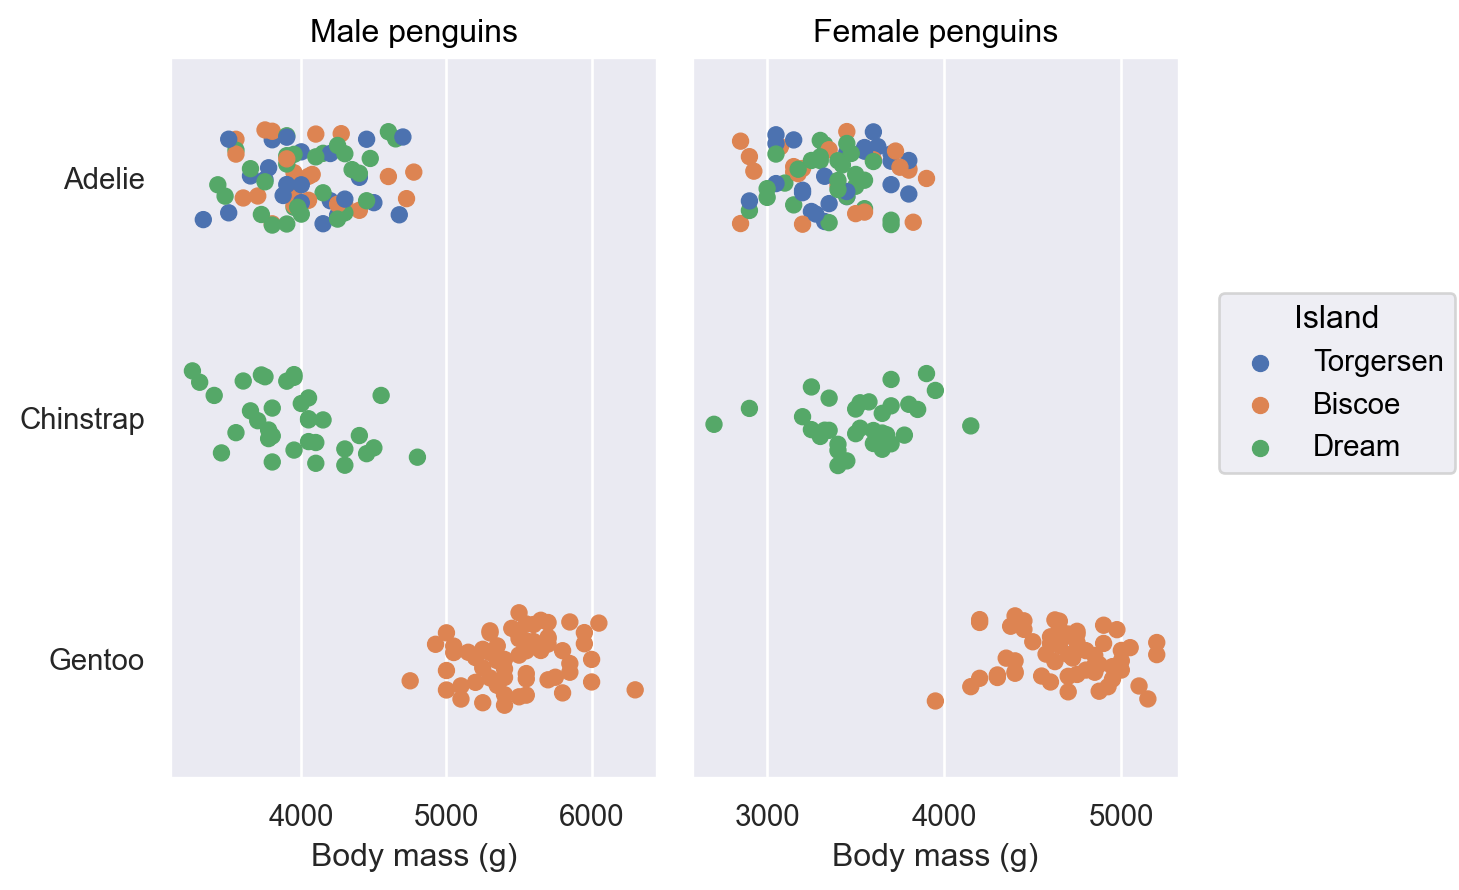 Male penguins
Female penguins
Adelie
Chinstrap
Gentoo
4000
5000
6000
Body mass (g)
3000
4000
5000
Body mass (g)
Island
Torgersen
Biscoe
Dream